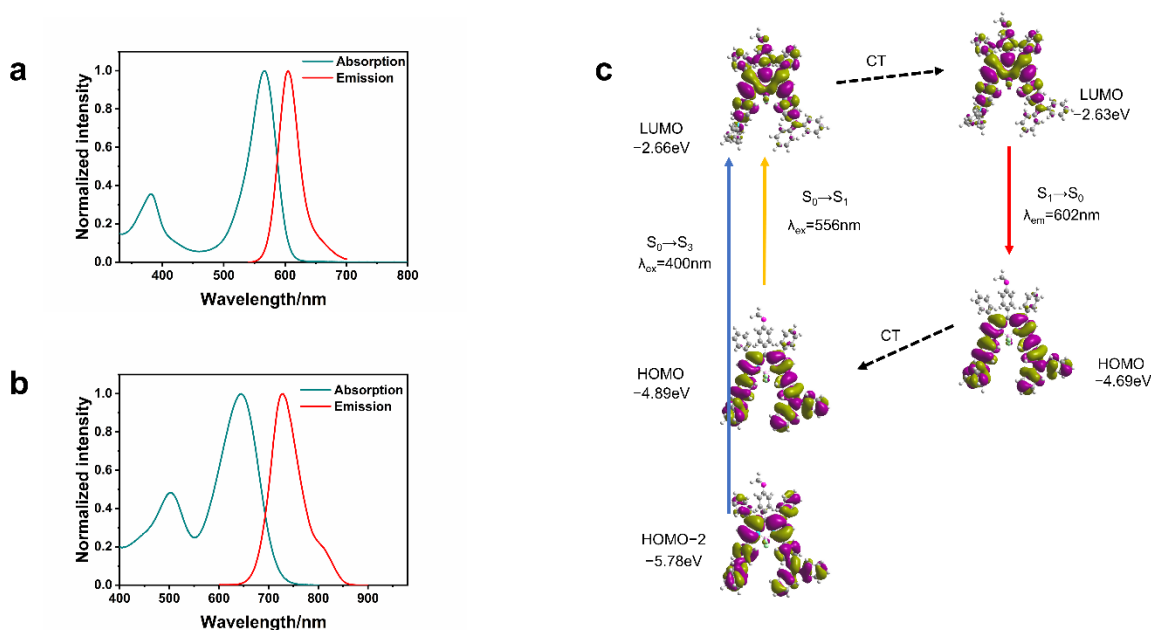 a
Normalized intensity
1.0
0.8
0.6
0.4
0.2
0.0
Absorption
Emission
400 500 600 700 800
Wavelength/nm
b
Normalized intensity
1.0
0.8
0.6
0.4
0.2
0.0
Absorption
Emission
400 500 600 700 800 900
Wavelength/nm
c
CT
LUMO
−2.66eV
LUMO
−2.63eV
S₀→S₁
λₑₓ=556nm
S₁→S₀
λₑₘ=602nm
S₀→S₃
λₑₓ=400nm
CT
HOMO
−4.89eV
HOMO
−4.69eV
HOMO−2
−5.78eV